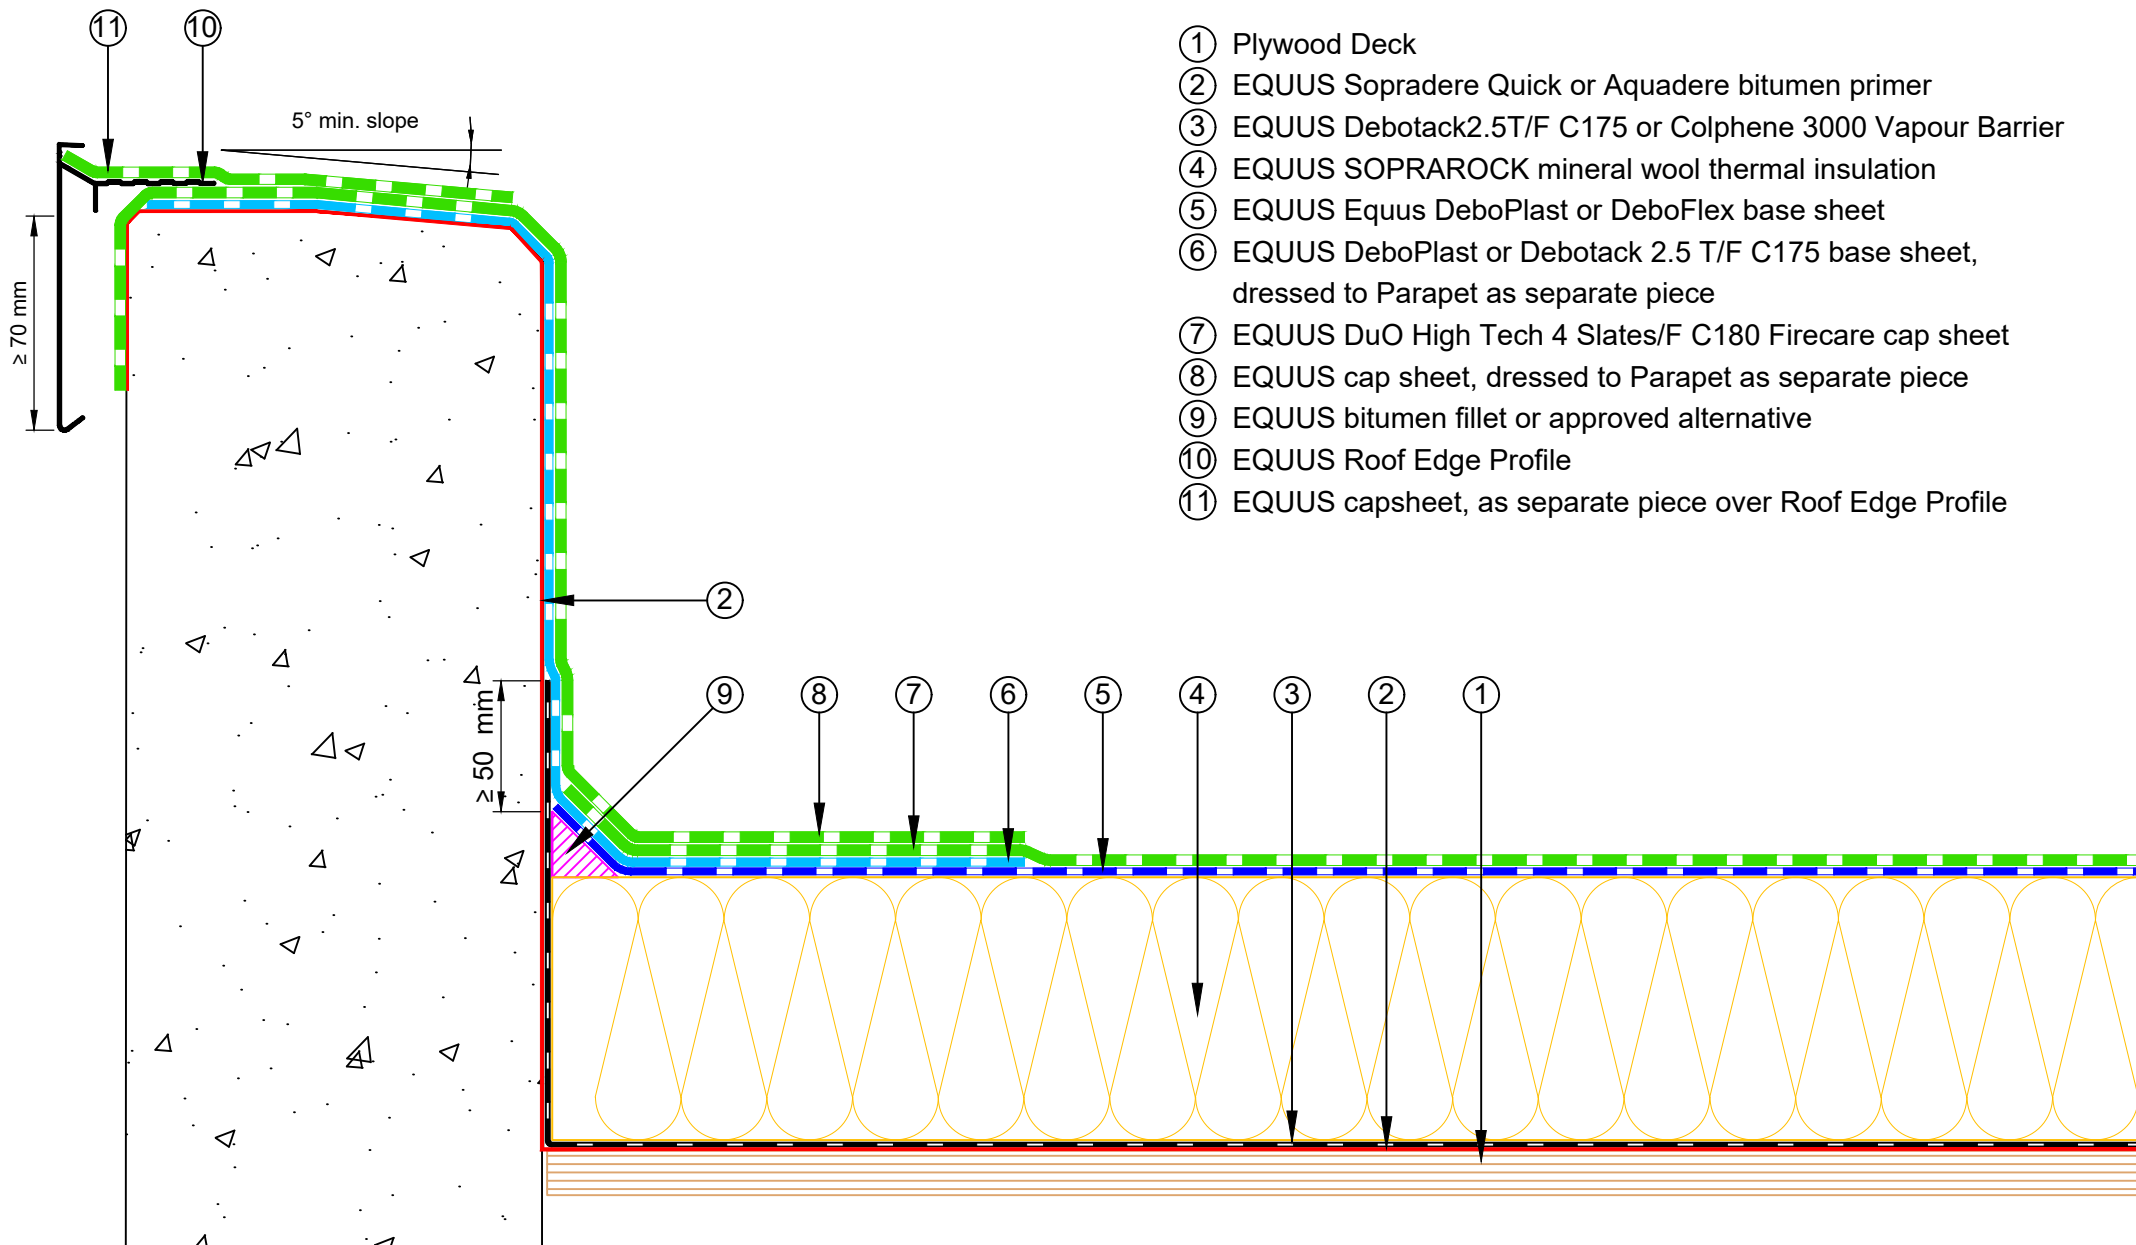 11
10
5° min. slope
≥ 70 mm
1 Plywood Deck
2 EQUUS Sopradere Quick or Aquadere bitumen primer
3 EQUUS Debotack2.5T/F C175 or Colphene 3000 Vapour Barrier
4 EQUUS SOPRAROCK mineral wool thermal insulation
5 EQUUS Equus DeboPlast or DeboFlex base sheet
6 EQUUS DeboPlast or Debotack 2.5 T/F C175 base sheet,
dressed to Parapet as separate piece
7 EQUUS DuO High Tech 4 Slates/F C180 Firecare cap sheet
8 EQUUS cap sheet, dressed to Parapet as separate piece
9 EQUUS bitumen fillet or approved alternative
10 EQUUS Roof Edge Profile
11 EQUUS capsheet, as separate piece over Roof Edge Profile
2
≥ 50 mm
9 8 7 6 5 4 3 2 1